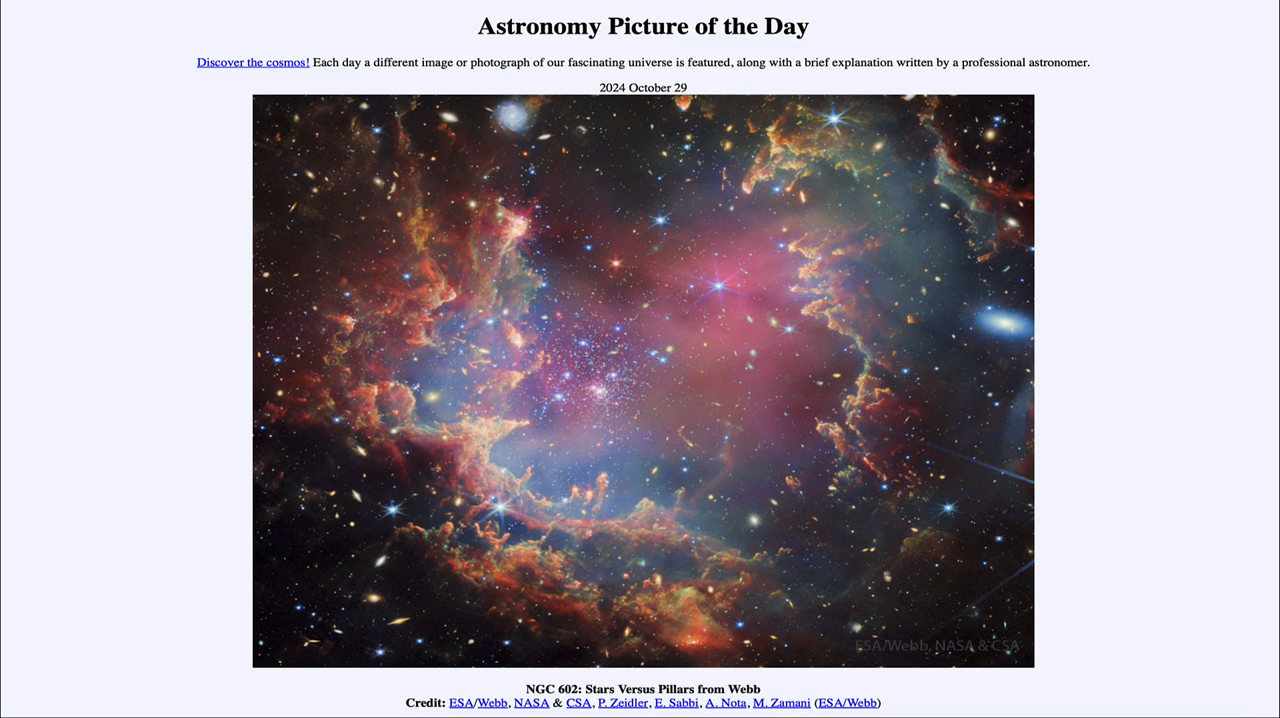 Astronomy Picture of the Day
Discover the cosmos! Each day a different image or photograph of our fascinating universe is featured, along with a brief explanation written by a professional astronomer.
2024 October 29
ESA/Webb, NASA & CSA
NGC 602: Stars Versus Pillars from Webb
Credit: ESA/Webb, NASA & CSA, P. Zeidler, E. Sabbi, A. Nota, M. Zamani (ESA/Webb)